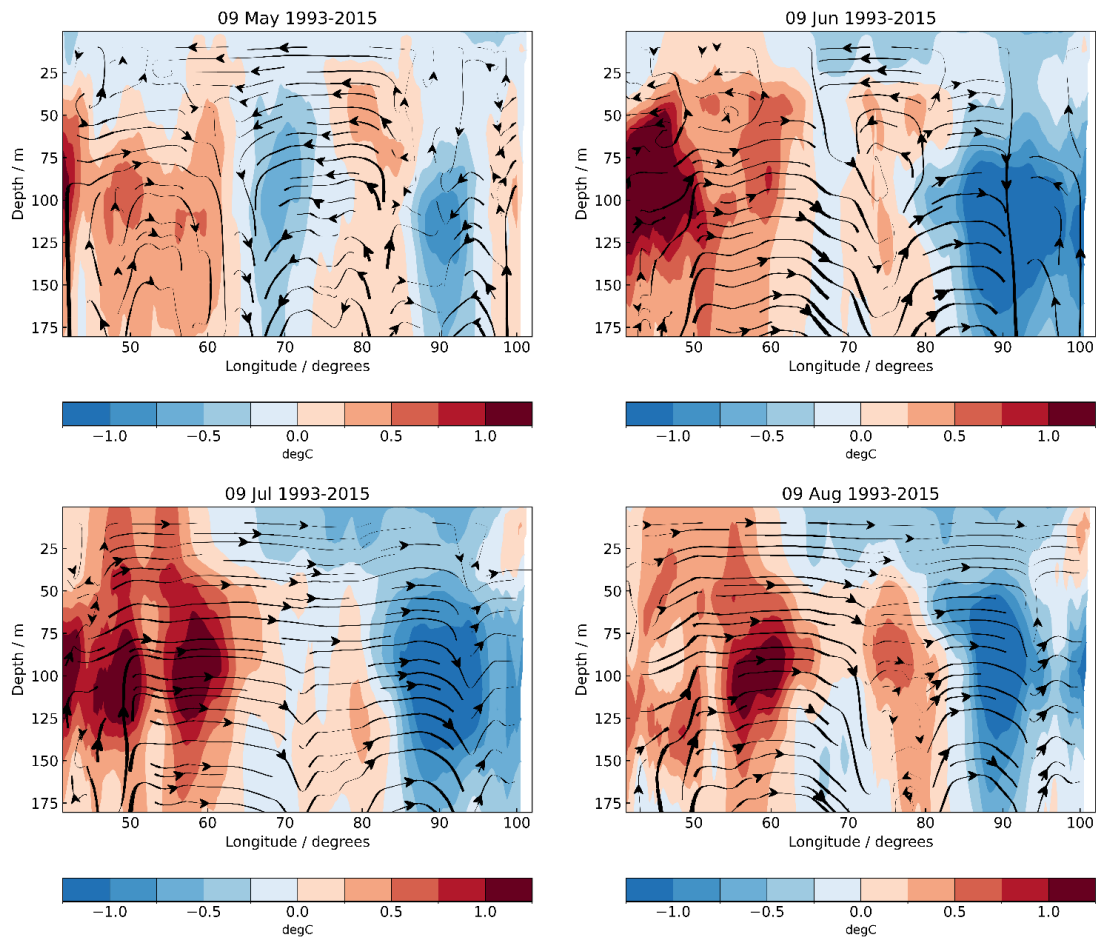 09 May 1993-2015
Depth / m
25
50
75
100
125
150
175
50 60 70 80 90 100
Longitude / degrees
−1.0 −0.5 0.0 0.5 1.0
degC
09 Jun 1993-2015
Depth / m
25
50
75
100
125
150
175
50 60 70 80 90 100
Longitude / degrees
−1.0 −0.5 0.0 0.5 1.0
degC
09 Jul 1993-2015
Depth / m
25
50
75
100
125
150
175
50 60 70 80 90 100
Longitude / degrees
−1.0 −0.5 0.0 0.5 1.0
degC
09 Aug 1993-2015
Depth / m
25
50
75
100
125
150
175
50 60 70 80 90 100
Longitude / degrees
−1.0 −0.5 0.0 0.5 1.0
degC